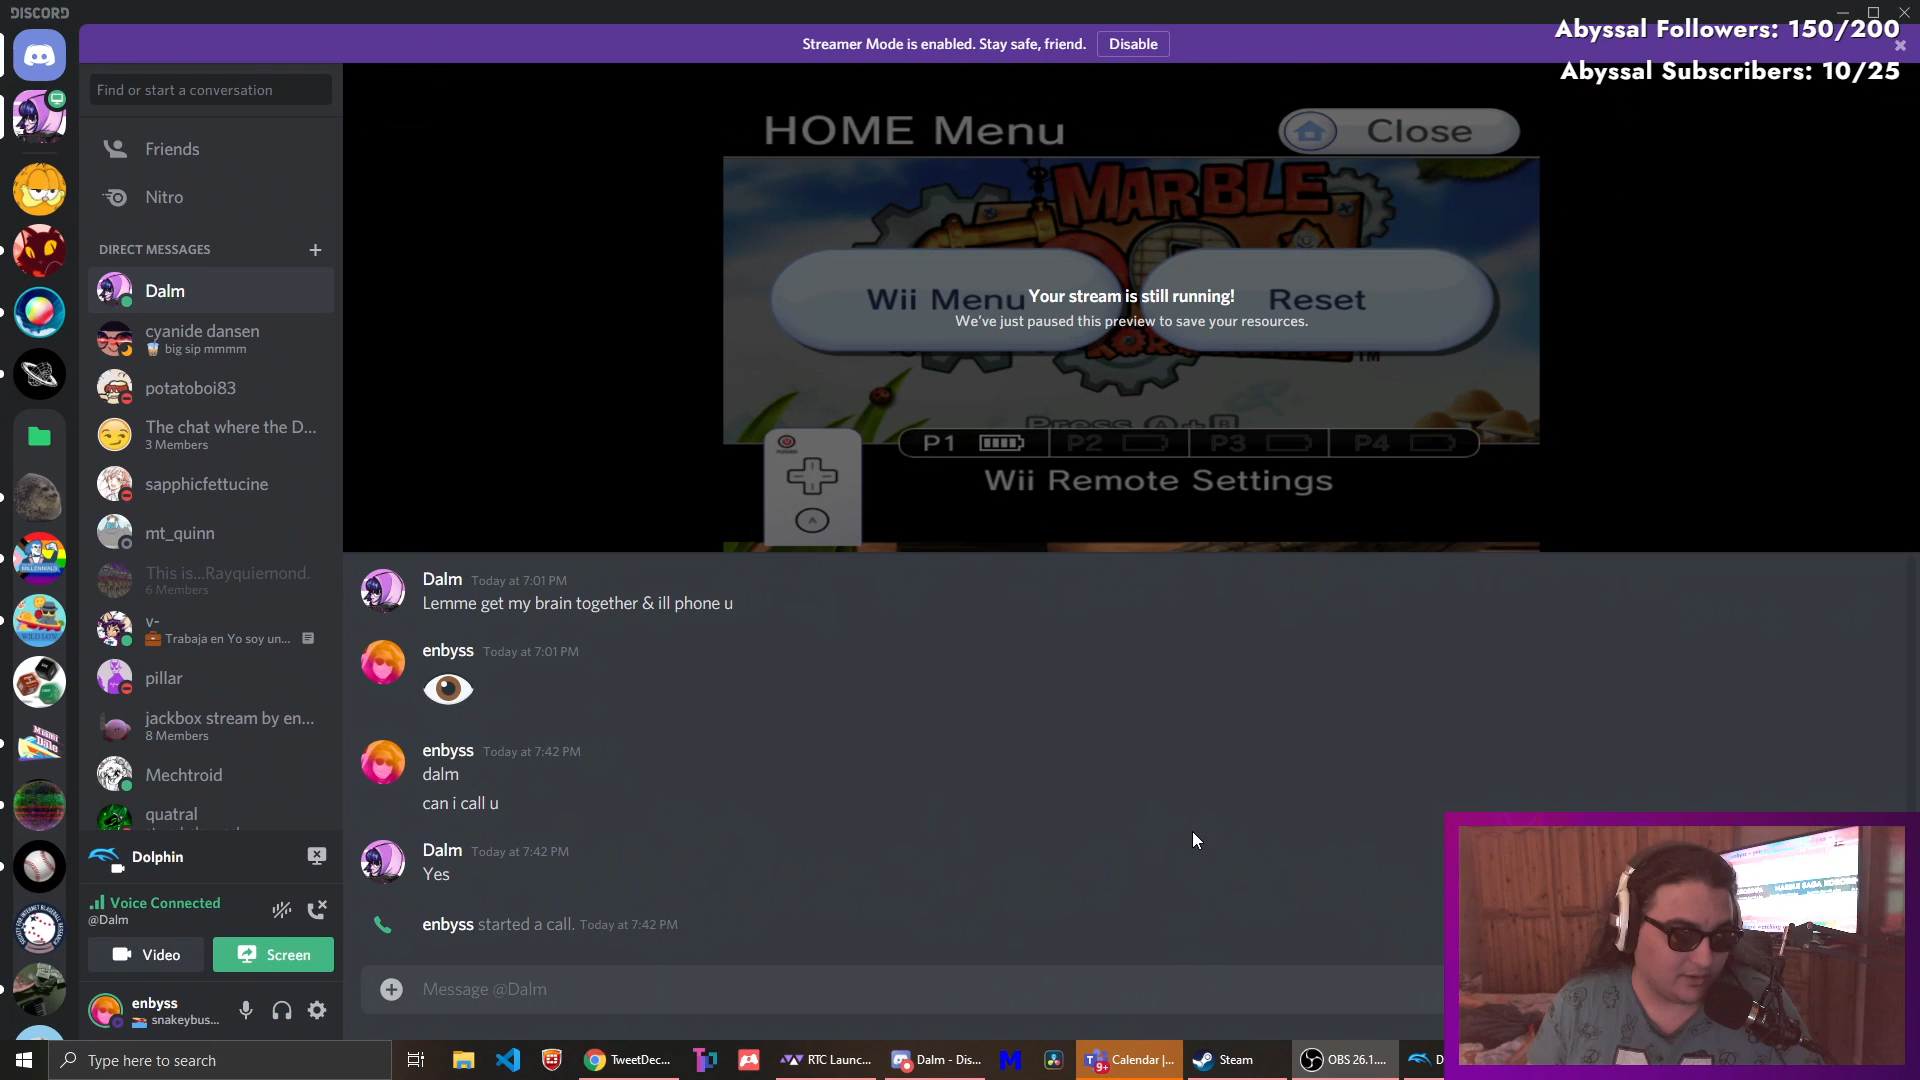 DISCORD
Streamer Mode is enabled. Stay safe, friend.
Disable
Abyssal Followers: 150/200
Abyssal Subscribers: 10/25
Find or start a conversation
Friends
Nitro
DIRECT MESSAGES
Dalm
cyanide dansen
big sip mmmm
potatoboi83
The chat where the D...
3 Members
sapphicfettucine
mt_quinn
This is...Rayquiemond.
6 Members
v-
Trabaja en Yo soy un...
pillar
jackbox stream by en...
8 Members
Mechtroid
quatral
Dolphin
Voice Connected
@Dalm
Video
Screen
enbyss
snakeybus...
HOME Menu
Close
MARBLE
Wii Menu
Reset
Your stream is still running!
We've just paused this preview to save your resources.
Press A + B
P1
P2
P3
P4
Wii Remote Settings
A
Dalm Today at 7:01 PM
Lemme get my brain together & ill phone u
enbyss Today at 7:01 PM
enbyss Today at 7:42 PM
dalm
can i call u
Dalm Today at 7:42 PM
Yes
enbyss started a call. Today at 7:42 PM
Message @Dalm
Type here to search
TweetDec...
RTC Launc...
Dalm - Dis...
9+
Calendar |...
Steam
OBS 26.1....
D